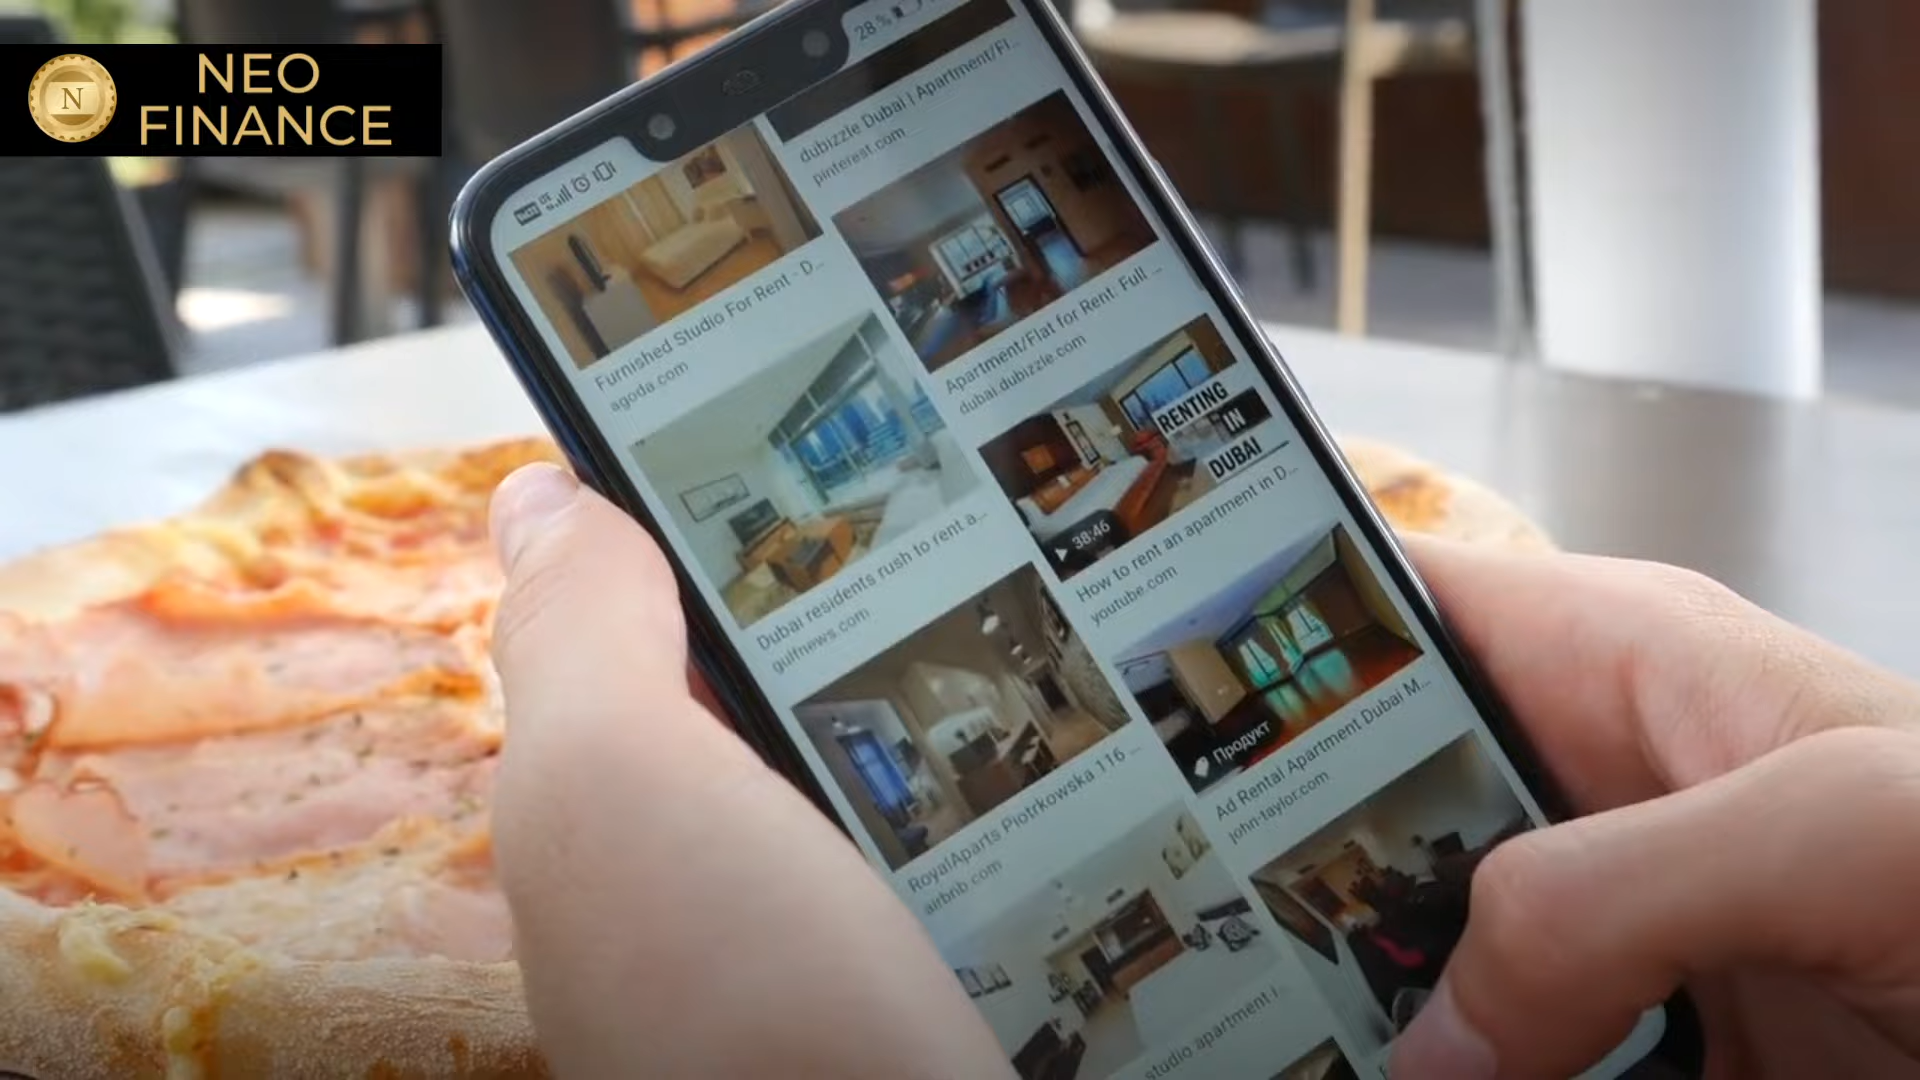 NEO
FINANCE
N
28%
Furnished Studio For Rent - D...
agoda.com
Dubai residents rush to rent a...
gulfnews.com
RoyalAparts Piotrkowska 116 ...
airbnb.com
studio apartment i
dubizzle Dubai | Apartment/Fl...
pinterest.com
Apartment/Flat for Rent: Full ...
dubai.dubizzle.com
RENTING
IN
DUBAI
38:46
How to rent an apartment in D...
youtube.com
Продукт
Ad Rental Apartment Dubai M...
john-taylor.com